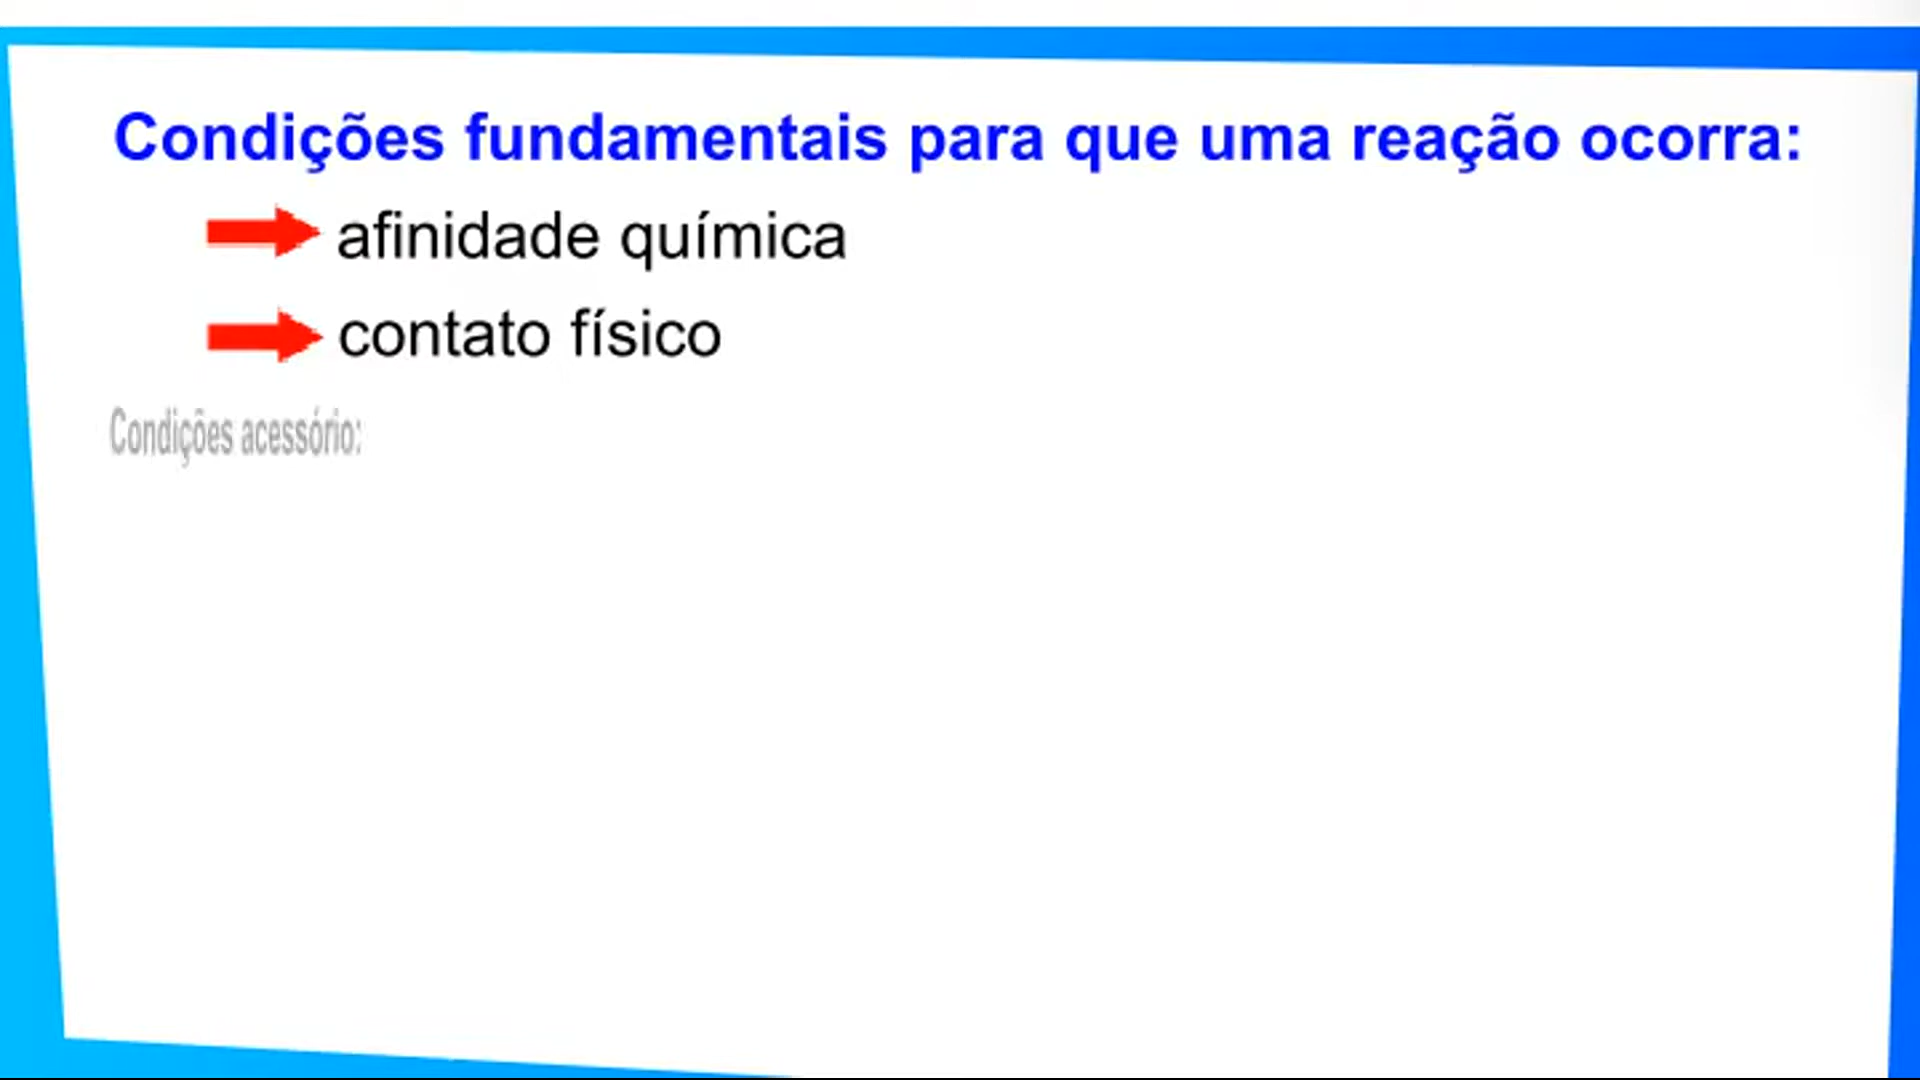 Condições fundamentais para que uma reação ocorra:
afinidade química
contato físico
Condições acessório: